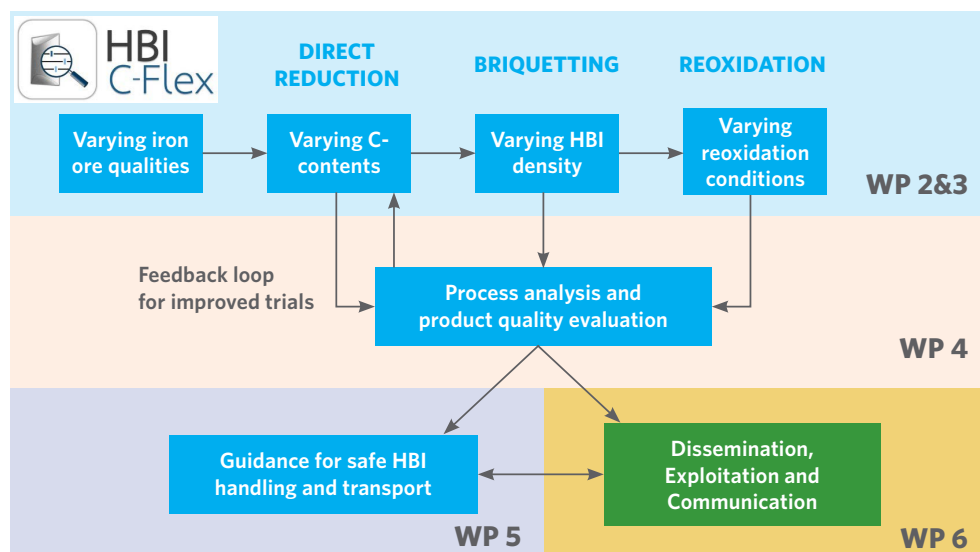 HBI
C-Flex
DIRECT
REDUCTION
BRIQUETTING
REOXIDATION
Varying iron
ore qualities
Varying C-
contents
Varying HBI
density
Varying
reoxidation
conditions
WP 2&3
Feedback loop
for improved trials
Process analysis and
product quality evaluation
WP 4
Guidance for safe HBI
handling and transport
WP 5
Dissemination,
Exploitation and
Communication
WP 6